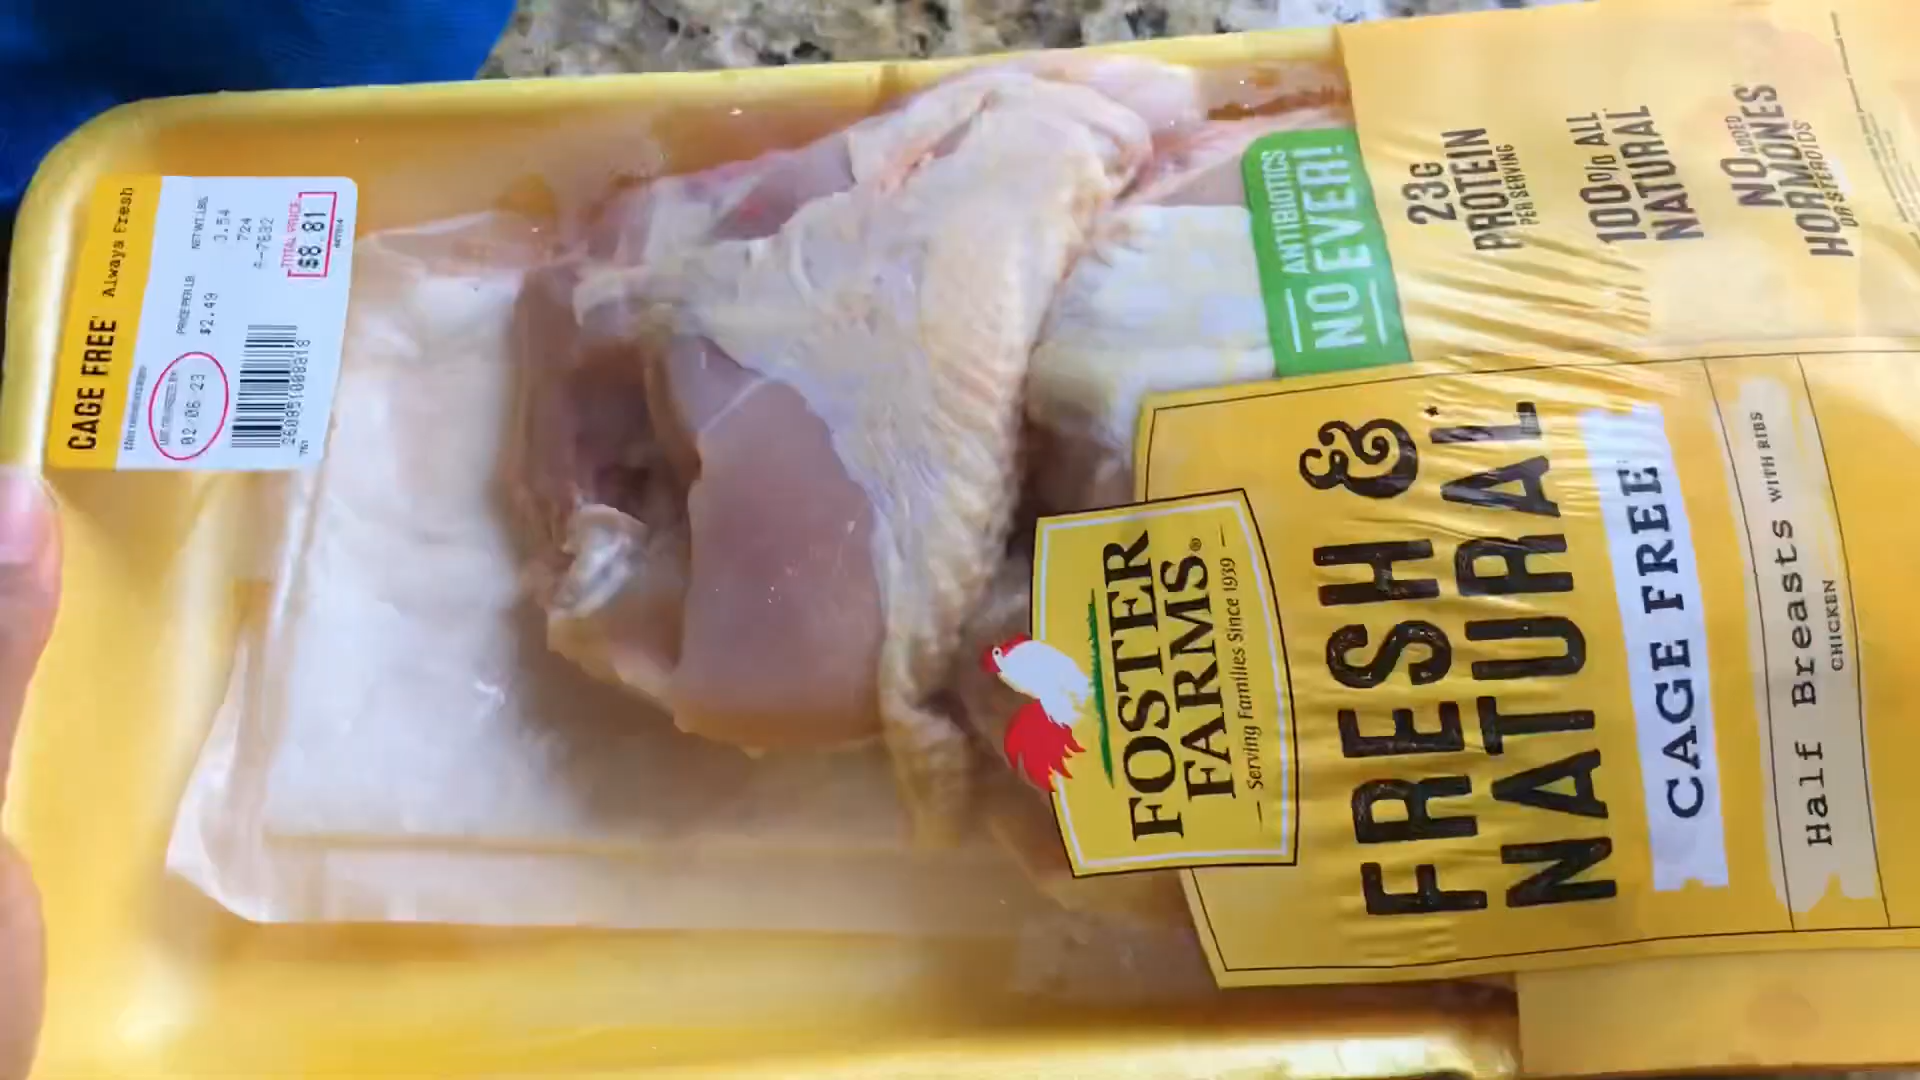 CAGE FREE Always Fresh
NET WT. LBS.
3.54
PRICE PER LB.
$2.49
724
A-7632
TOTAL PRICE
$8.81
02/06/23
ANTIBIOTICS
NO EVER!
23G
PROTEIN
PER SERVING
100% ALL
NATURAL
NO ADDED
HORMONES
OR STEROIDS
FOSTER
FARMS®
Serving Families Since 1939
FRESH &
NATURAL*
CAGE FREE
Half Breasts WITH RIBS
CHICKEN